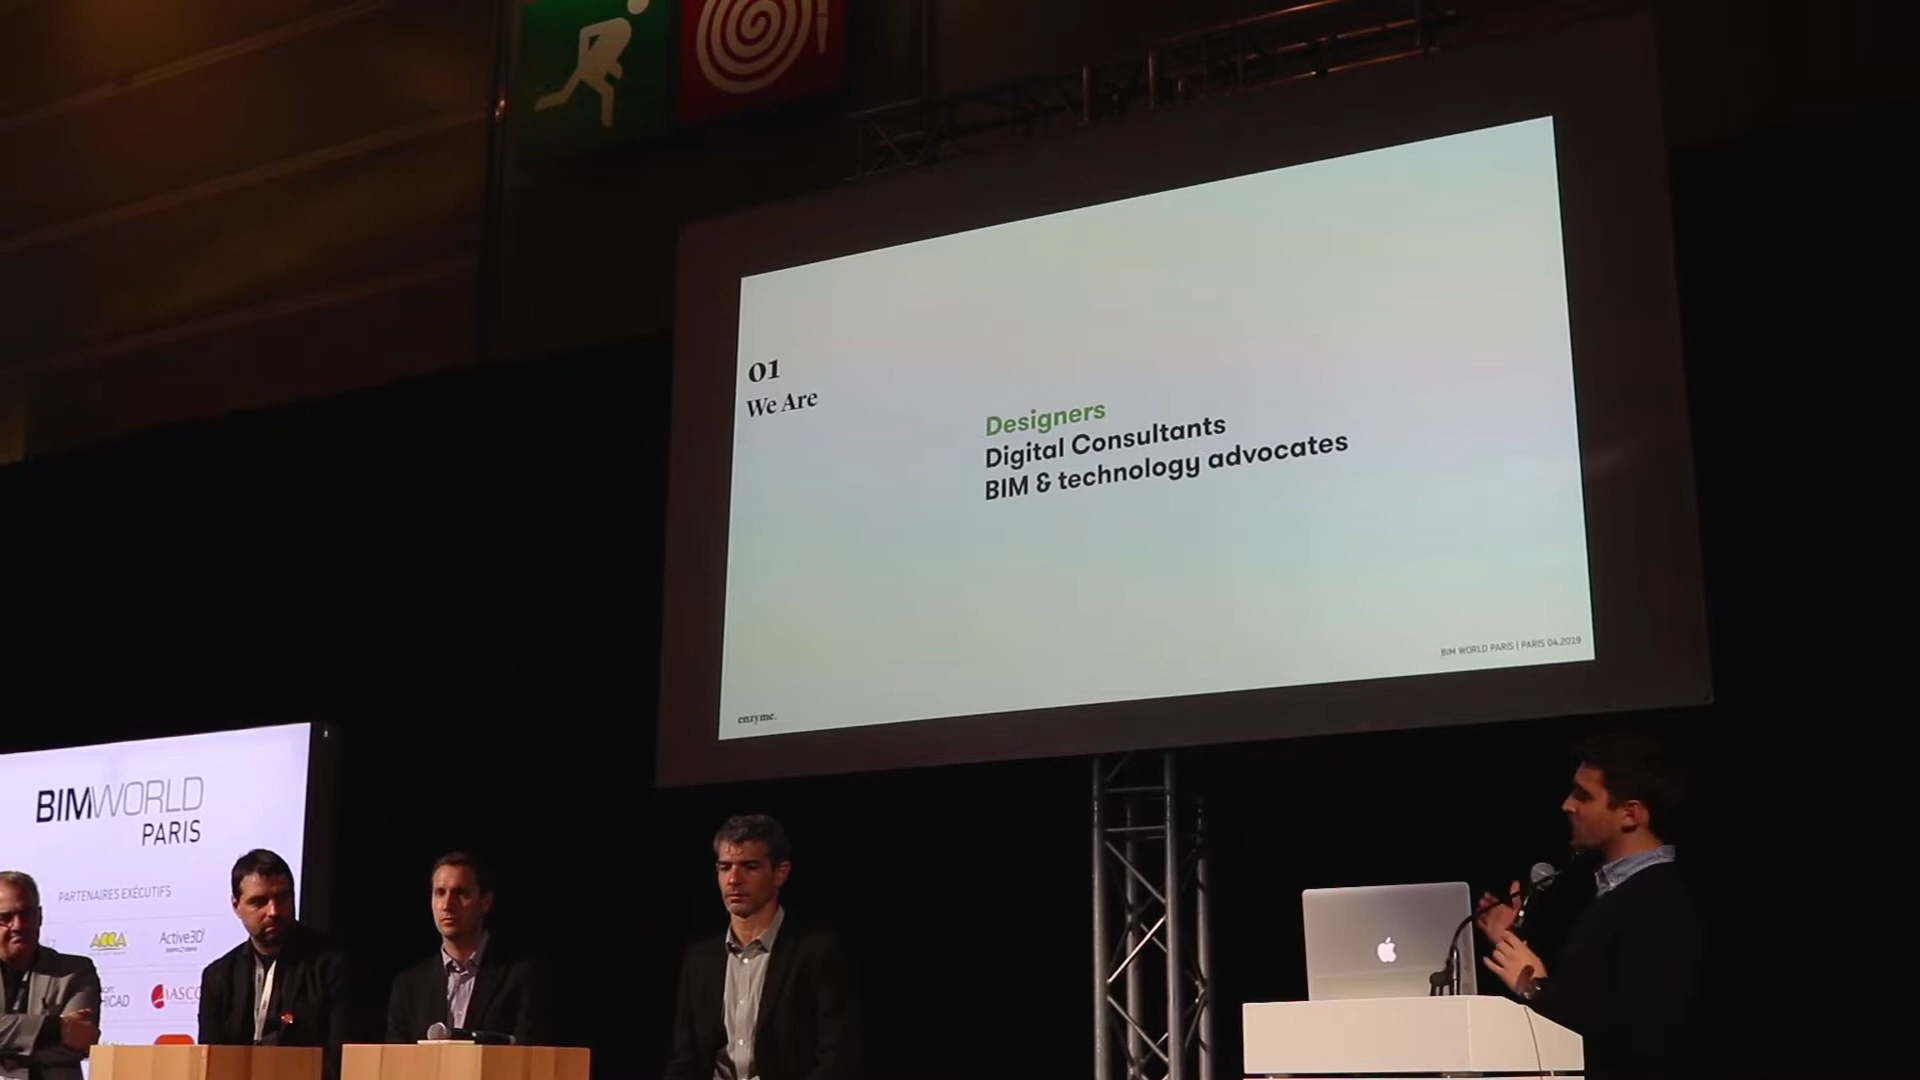 01
We Are
Designers
Digital Consultants
BIM & technology advocates
BIM WORLD PARIS | PARIS 04.2019
enzyme.
BIMWORLD
PARIS
PARTENAIRES EXÉCUTIFS
ACCA
Active3D